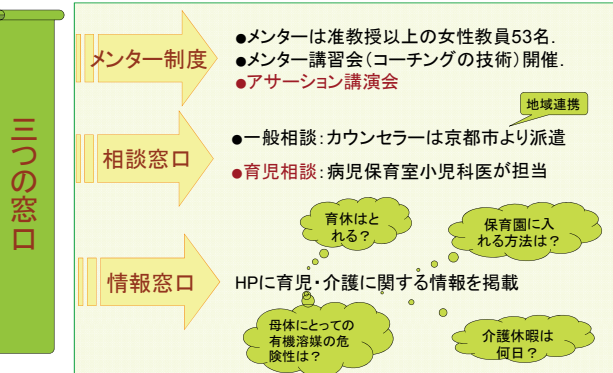 三つの窓口
メンター制度
●メンターは准教授以上の女性教員53名.
●メンター講習会(コーチングの技術)開催.
●アサーション講演会
地域連携
相談窓口
●一般相談:カウンセラーは京都市より派遣
●育児相談:病児保育室小児科医が担当
育休はと
れる?
保育園に入
れる方法は?
情報窓口
HPに育児・介護に関する情報を掲載
母体にとっての
有機溶媒の危
険性は?
介護休暇は
何日?